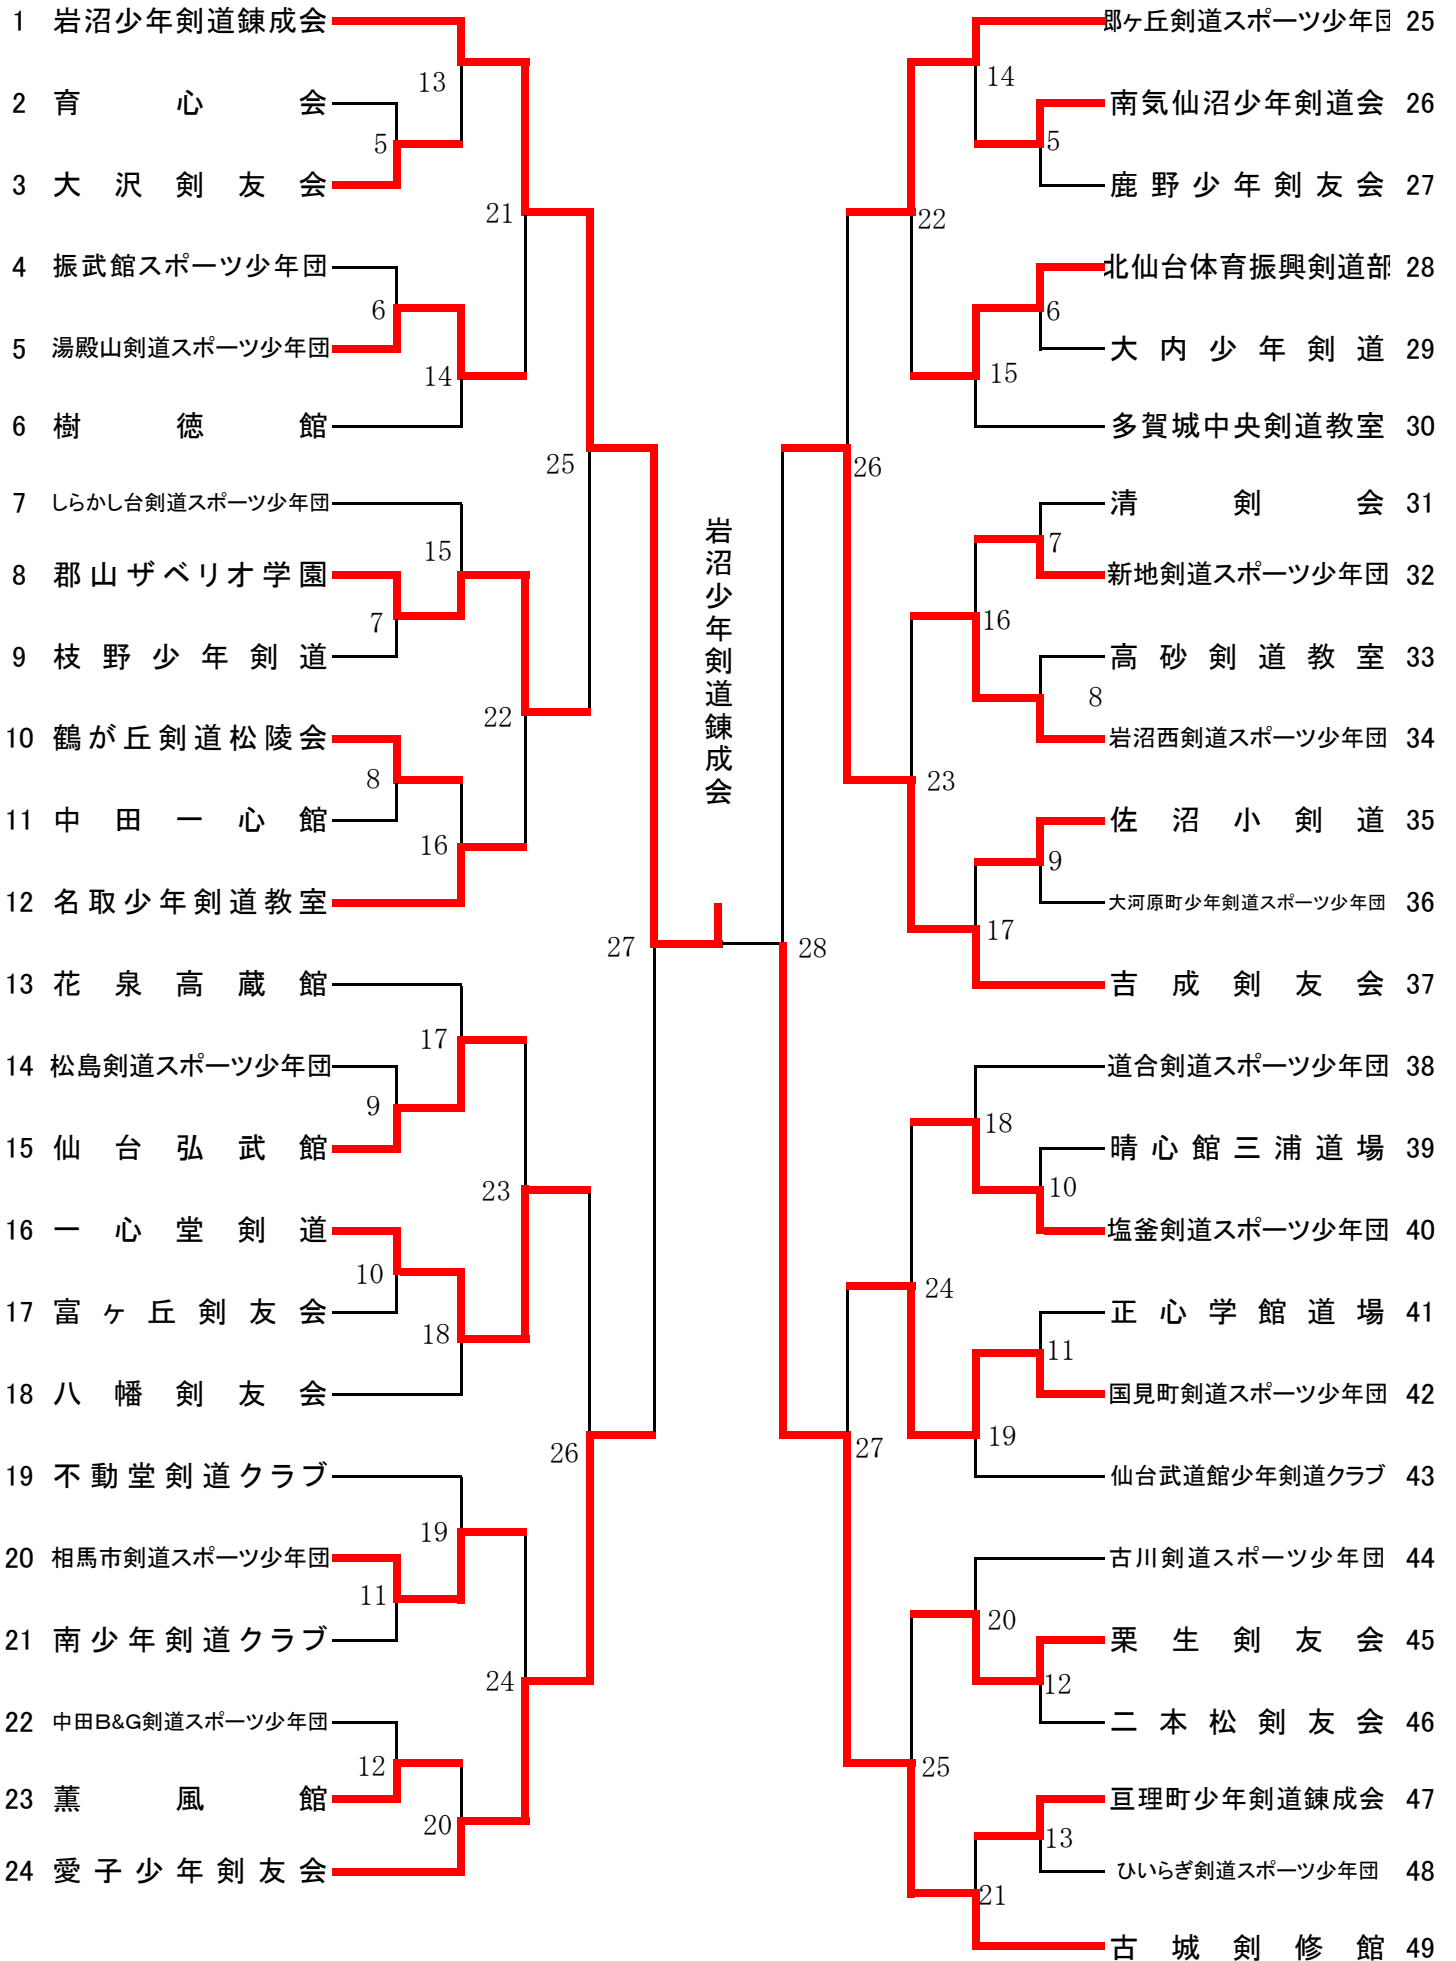 1 岩沼少年剣道錬成会
2 育心会
3 大沢剣友会
4 振武館スポーツ少年団
5 湯殿山剣道スポーツ少年団
6 樹徳館
7 しらかし台剣道スポーツ少年団
8 郡山ザベリオ学園
9 枝野少年剣道
10 鶴が丘剣道松陵会
11 中田一心館
12 名取少年剣道教室
13 花泉高蔵館
14 松島剣道スポーツ少年団
15 仙台弘武館
16 一心堂剣道
17 富ヶ丘剣友会
18 八幡剣友会
19 不動堂剣道クラブ
20 相馬市剣道スポーツ少年団
21 南少年剣道クラブ
22 中田B&G剣道スポーツ少年団
23 薫風館
24 愛子少年剣友会
13
5
21
6
14
25
15
7
22
8
16
27
17
9
23
10
18
26
19
11
24
12
20
岩沼少年剣道錬成会
14
5
22
6
15
26
7
16
8
23
9
17
28
18
10
24
11
19
27
20
12
25
13
21
ヶ丘剣道スポーツ少年団 25
南気仙沼少年剣道会 26
鹿野少年剣友会 27
北仙台体育振興剣道部 28
大内少年剣道 29
多賀城中央剣道教室 30
清剣会 31
新地剣道スポーツ少年団 32
高砂剣道教室 33
岩沼西剣道スポーツ少年団 34
佐沼小剣道 35
大河原町少年剣道スポーツ少年団 36
吉成剣友会 37
道合剣道スポーツ少年団 38
晴心館三浦道場 39
塩釜剣道スポーツ少年団 40
正心学館道場 41
国見町剣道スポーツ少年団 42
仙台武道館少年剣道クラブ 43
古川剣道スポーツ少年団 44
栗生剣友会 45
二本松剣友会 46
亘理町少年剣道錬成会 47
ひいらぎ剣道スポーツ少年団 48
古城剣修館 49